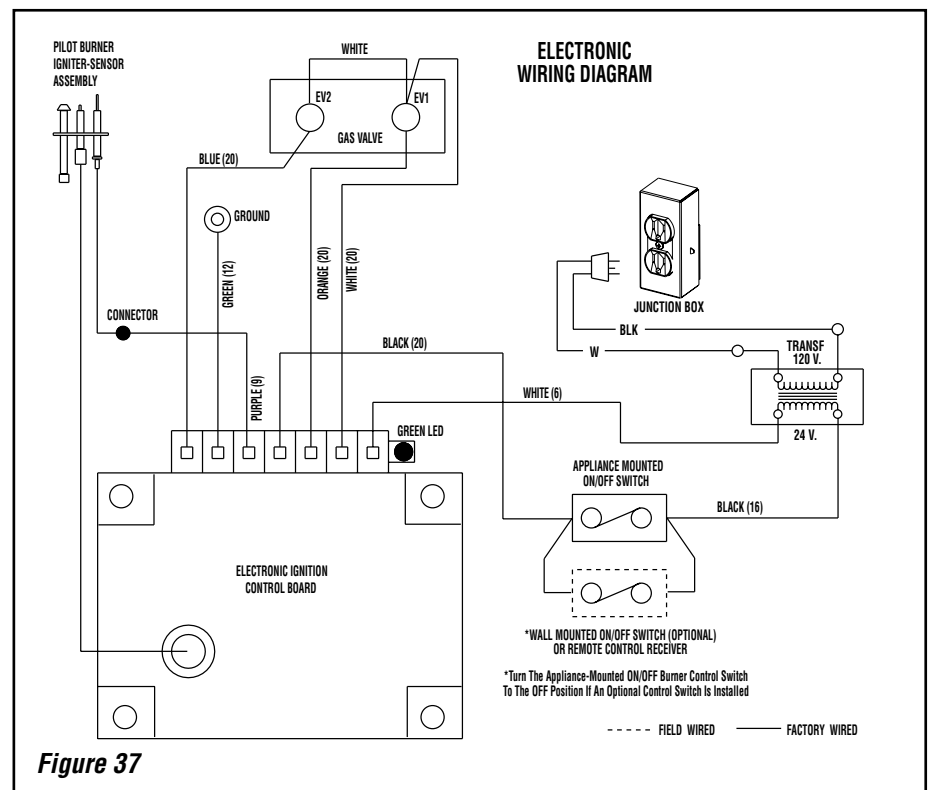 ELECTRONIC
WIRING DIAGRAM
PILOT BURNER
IGNITER-SENSOR
ASSEMBLY
WHITE
EV2
EV1
GAS VALVE
BLUE (20)
GROUND
GREEN (12)
ORANGE (20)
WHITE (20)
CONNECTOR
PURPLE (9)
BLACK (20)
WHITE (6)
GREEN LED
JUNCTION BOX
BLK
W
TRANSF
120 V.
24 V.
APPLIANCE MOUNTED
ON/OFF SWITCH
BLACK (16)
ELECTRONIC IGNITION
CONTROL BOARD
*WALL MOUNTED ON/OFF SWITCH (OPTIONAL)
OR REMOTE CONTROL RECEIVER
*Turn The Appliance-Mounted ON/OFF Burner Control Switch
To The OFF Position If An Optional Control Switch Is Installed
FIELD WIRED
FACTORY WIRED
Figure 37